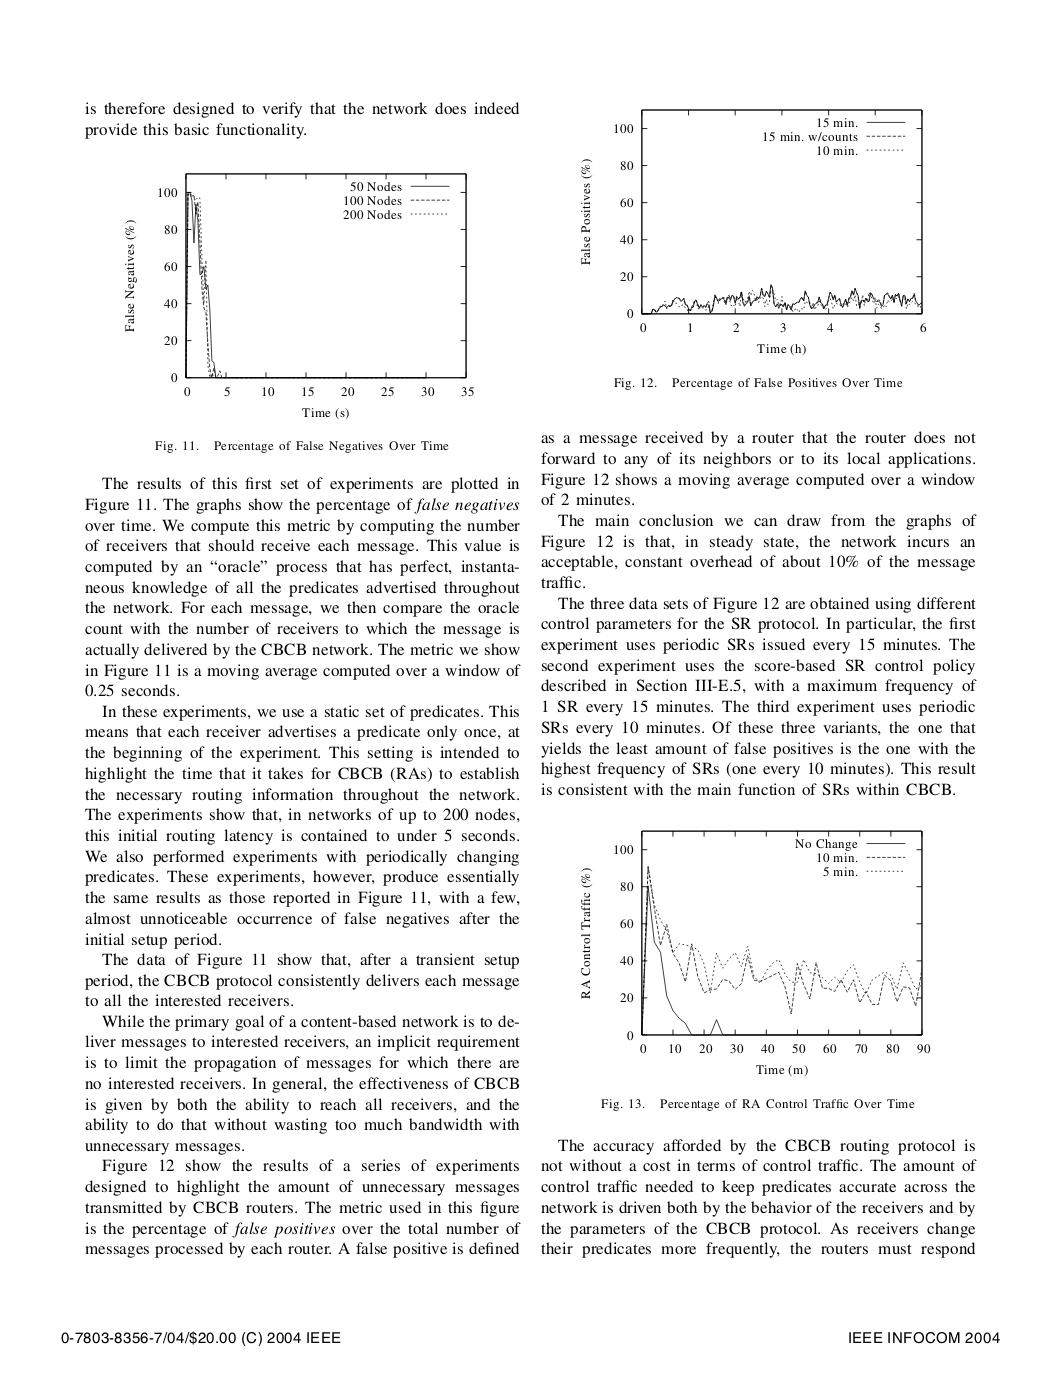 is therefore designed to verify that the network does indeed
provide this basic functionality.
100
80
60
40
20
0
False Negatives (%)
50 Nodes
100 Nodes
200 Nodes
0 5 10 15 20 25 30 35
Time (s)
Fig. 11. Percentage of False Negatives Over Time
The results of this first set of experiments are plotted in
Figure 11. The graphs show the percentage of false negatives
over time. We compute this metric by computing the number
of receivers that should receive each message. This value is
computed by an “oracle” process that has perfect, instanta-
neous knowledge of all the predicates advertised throughout
the network. For each message, we then compare the oracle
count with the number of receivers to which the message is
actually delivered by the CBCB network. The metric we show
in Figure 11 is a moving average computed over a window of
0.25 seconds.
In these experiments, we use a static set of predicates. This
means that each receiver advertises a predicate only once, at
the beginning of the experiment. This setting is intended to
highlight the time that it takes for CBCB (RAs) to establish
the necessary routing information throughout the network.
The experiments show that, in networks of up to 200 nodes,
this initial routing latency is contained to under 5 seconds.
We also performed experiments with periodically changing
predicates. These experiments, however, produce essentially
the same results as those reported in Figure 11, with a few,
almost unnoticeable occurrence of false negatives after the
initial setup period.
The data of Figure 11 show that, after a transient setup
period, the CBCB protocol consistently delivers each message
to all the interested receivers.
While the primary goal of a content-based network is to de-
liver messages to interested receivers, an implicit requirement
is to limit the propagation of messages for which there are
no interested receivers. In general, the effectiveness of CBCB
is given by both the ability to reach all receivers, and the
ability to do that without wasting too much bandwidth with
unnecessary messages.
Figure 12 show the results of a series of experiments
designed to highlight the amount of unnecessary messages
transmitted by CBCB routers. The metric used in this figure
is the percentage of false positives over the total number of
messages processed by each router. A false positive is defined
100
80
60
40
20
0
False Positives (%)
15 min.
15 min. w/counts
10 min.
0 1 2 3 4 5 6
Time (h)
Fig. 12. Percentage of False Positives Over Time
as a message received by a router that the router does not
forward to any of its neighbors or to its local applications.
Figure 12 shows a moving average computed over a window
of 2 minutes.
The main conclusion we can draw from the graphs of
Figure 12 is that, in steady state, the network incurs an
acceptable, constant overhead of about 10% of the message
traffic.
The three data sets of Figure 12 are obtained using different
control parameters for the SR protocol. In particular, the first
experiment uses periodic SRs issued every 15 minutes. The
second experiment uses the score-based SR control policy
described in Section III-E.5, with a maximum frequency of
1 SR every 15 minutes. The third experiment uses periodic
SRs every 10 minutes. Of these three variants, the one that
yields the least amount of false positives is the one with the
highest frequency of SRs (one every 10 minutes). This result
is consistent with the main function of SRs within CBCB.
100
80
60
40
20
0
RA Control Traffic (%)
No Change
10 min.
5 min.
0 10 20 30 40 50 60 70 80 90
Time (m)
Fig. 13. Percentage of RA Control Traffic Over Time
The accuracy afforded by the CBCB routing protocol is
not without a cost in terms of control traffic. The amount of
control traffic needed to keep predicates accurate across the
network is driven both by the behavior of the receivers and by
the parameters of the CBCB protocol. As receivers change
their predicates more frequently, the routers must respond
0-7803-8356-7/04/$20.00 (C) 2004 IEEE
IEEE INFOCOM 2004